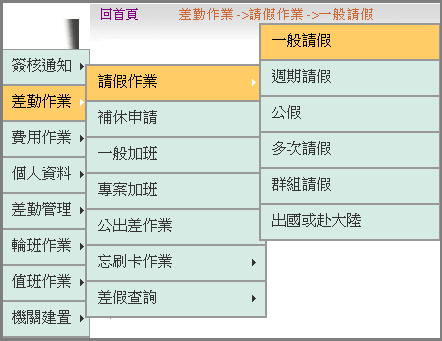 回首頁 差勤作業->請假作業->一般請假
簽核通知
差勤作業
費用作業
個人資料
差勤管理
輪班作業
值班作業
機關建置
請假作業
補休申請
一般加班
專案加班
公出差作業
忘刷卡作業
差假查詢
一般請假
週期請假
公假
多次請假
群組請假
出國或赴大陸